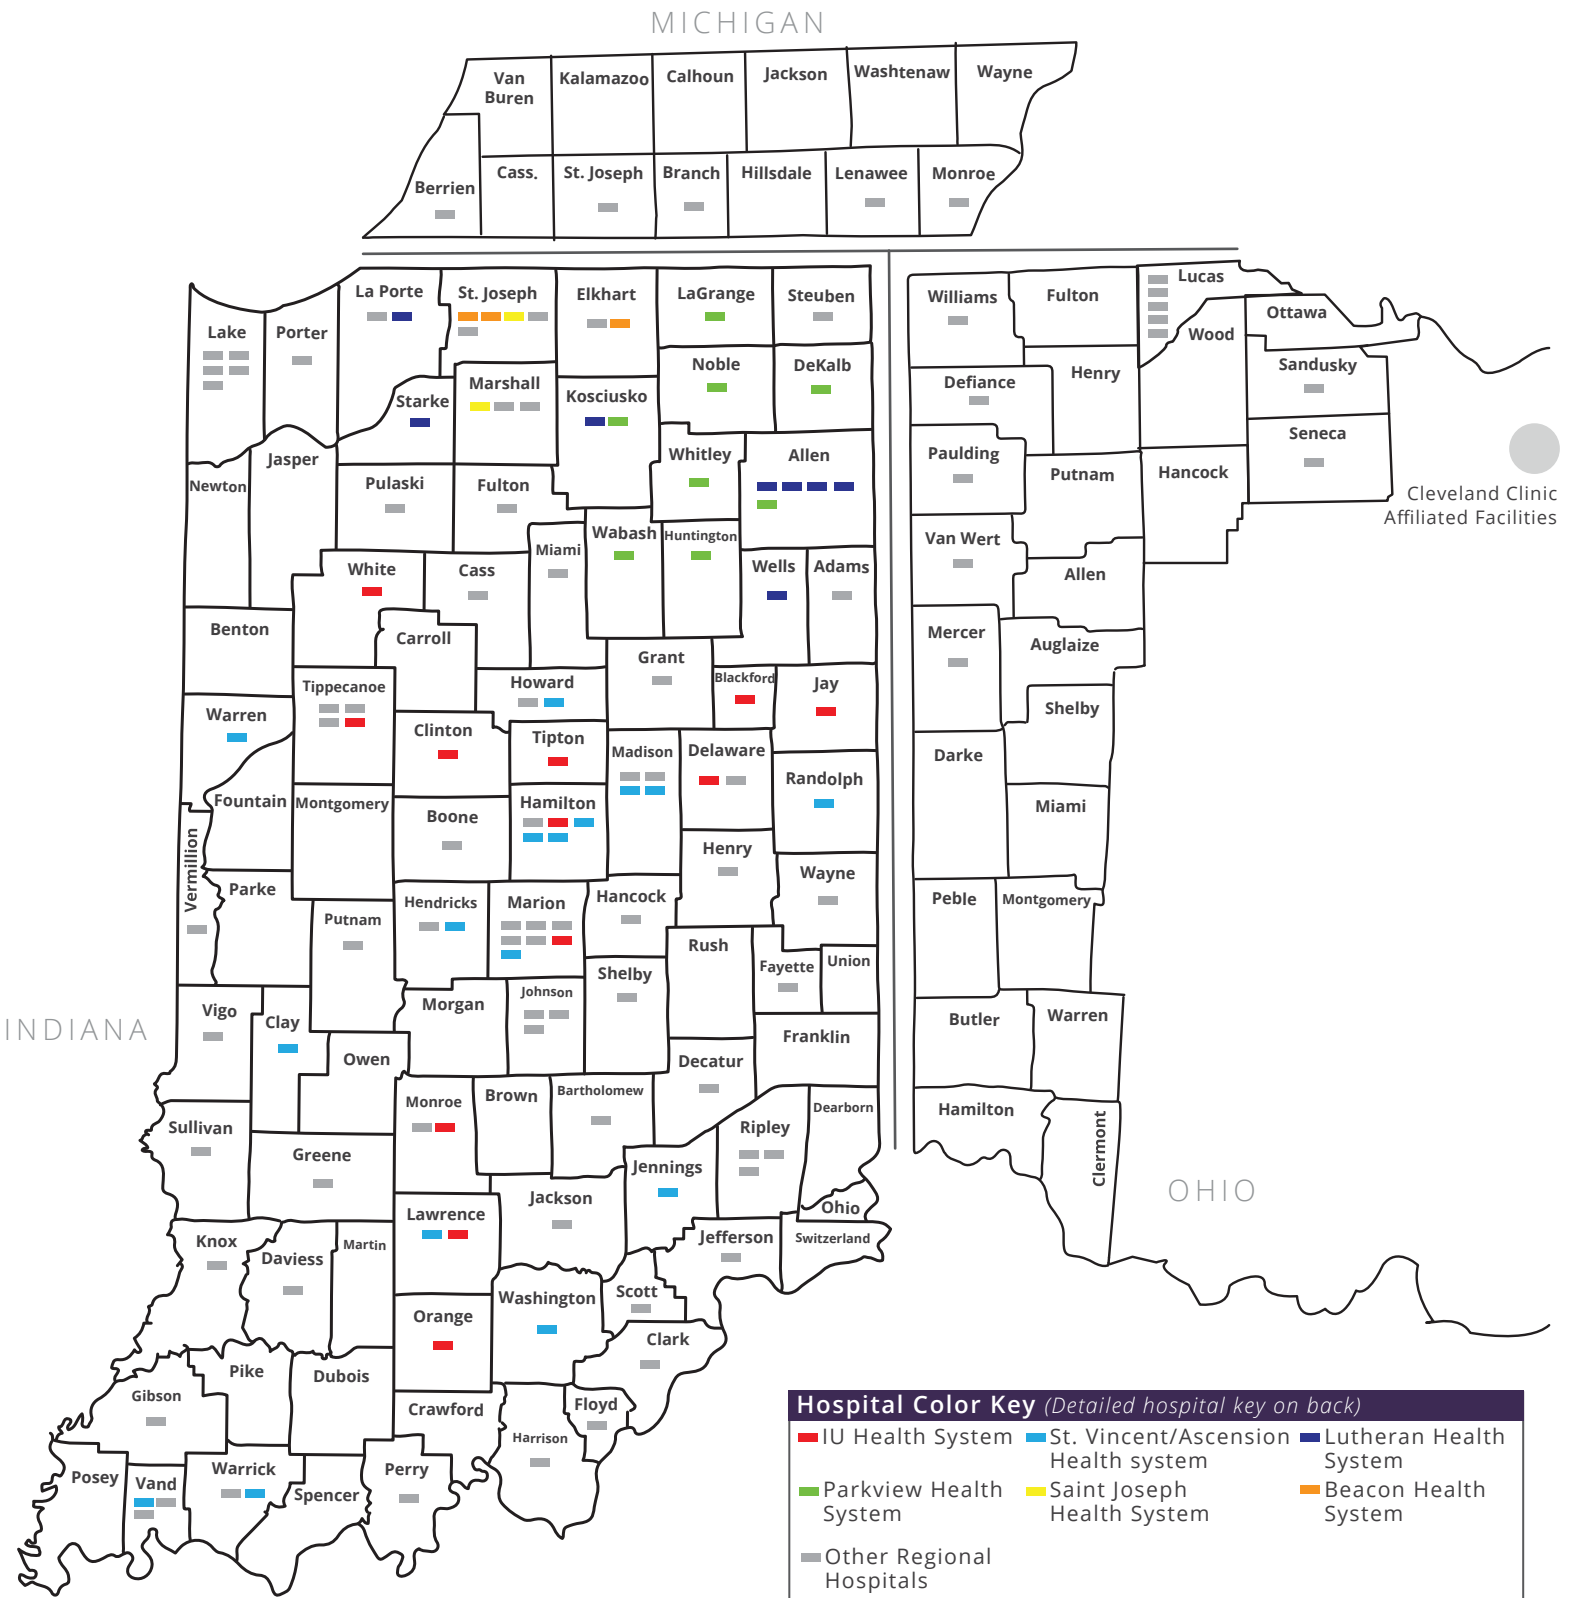 MICHIGAN
Van
Buren
Kalamazoo
Calhoun
Jackson
Washtenaw
Wayne
Berrien
Cass.
St. Joseph
Branch
Hillsdale
Lenawee
Monroe
Lake
Porter
La Porte
St. Joseph
Elkhart
LaGrange
Steuben
Starke
Marshall
Kosciusko
Noble
DeKalb
Newton
Jasper
Pulaski
Fulton
Whitley
Allen
Miami
Wabash
Huntington
White
Cass
Wells
Adams
Benton
Carroll
Grant
Tippecanoe
Howard
Blackford
Jay
Warren
Clinton
Tipton
Madison
Delaware
Randolph
Fountain
Montgomery
Boone
Hamilton
Henry
Wayne
Vermillion
Parke
Putnam
Hendricks
Marion
Hancock
Rush
Fayette
Union
Shelby
INDIANA
Vigo
Clay
Morgan
Johnson
Owen
Decatur
Franklin
Sullivan
Monroe
Brown
Bartholomew
Ripley
Dearborn
Greene
Jennings
Lawrence
Jackson
Ohio
Knox
Daviess
Martin
Jefferson
Switzerland
Orange
Washington
Scott
Clark
Gibson
Pike
Dubois
Crawford
Floyd
Harrison
Posey
Vand
Warrick
Spencer
Perry
Williams
Fulton
Lucas
Wood
Ottawa
Sandusky
Defiance
Henry
Seneca
Paulding
Putnam
Hancock
Cleveland Clinic
Affiliated Facilities
Van Wert
Allen
Mercer
Auglaize
Shelby
Darke
Miami
Peble
Montgomery
Butler
Warren
Hamilton
Clermont
OHIO
Hospital Color Key (Detailed hospital key on back)
IU Health System
St. Vincent/Ascension
Health system
Lutheran Health
System
Parkview Health
System
Saint Joseph
Health System
Beacon Health
System
Other Regional
Hospitals